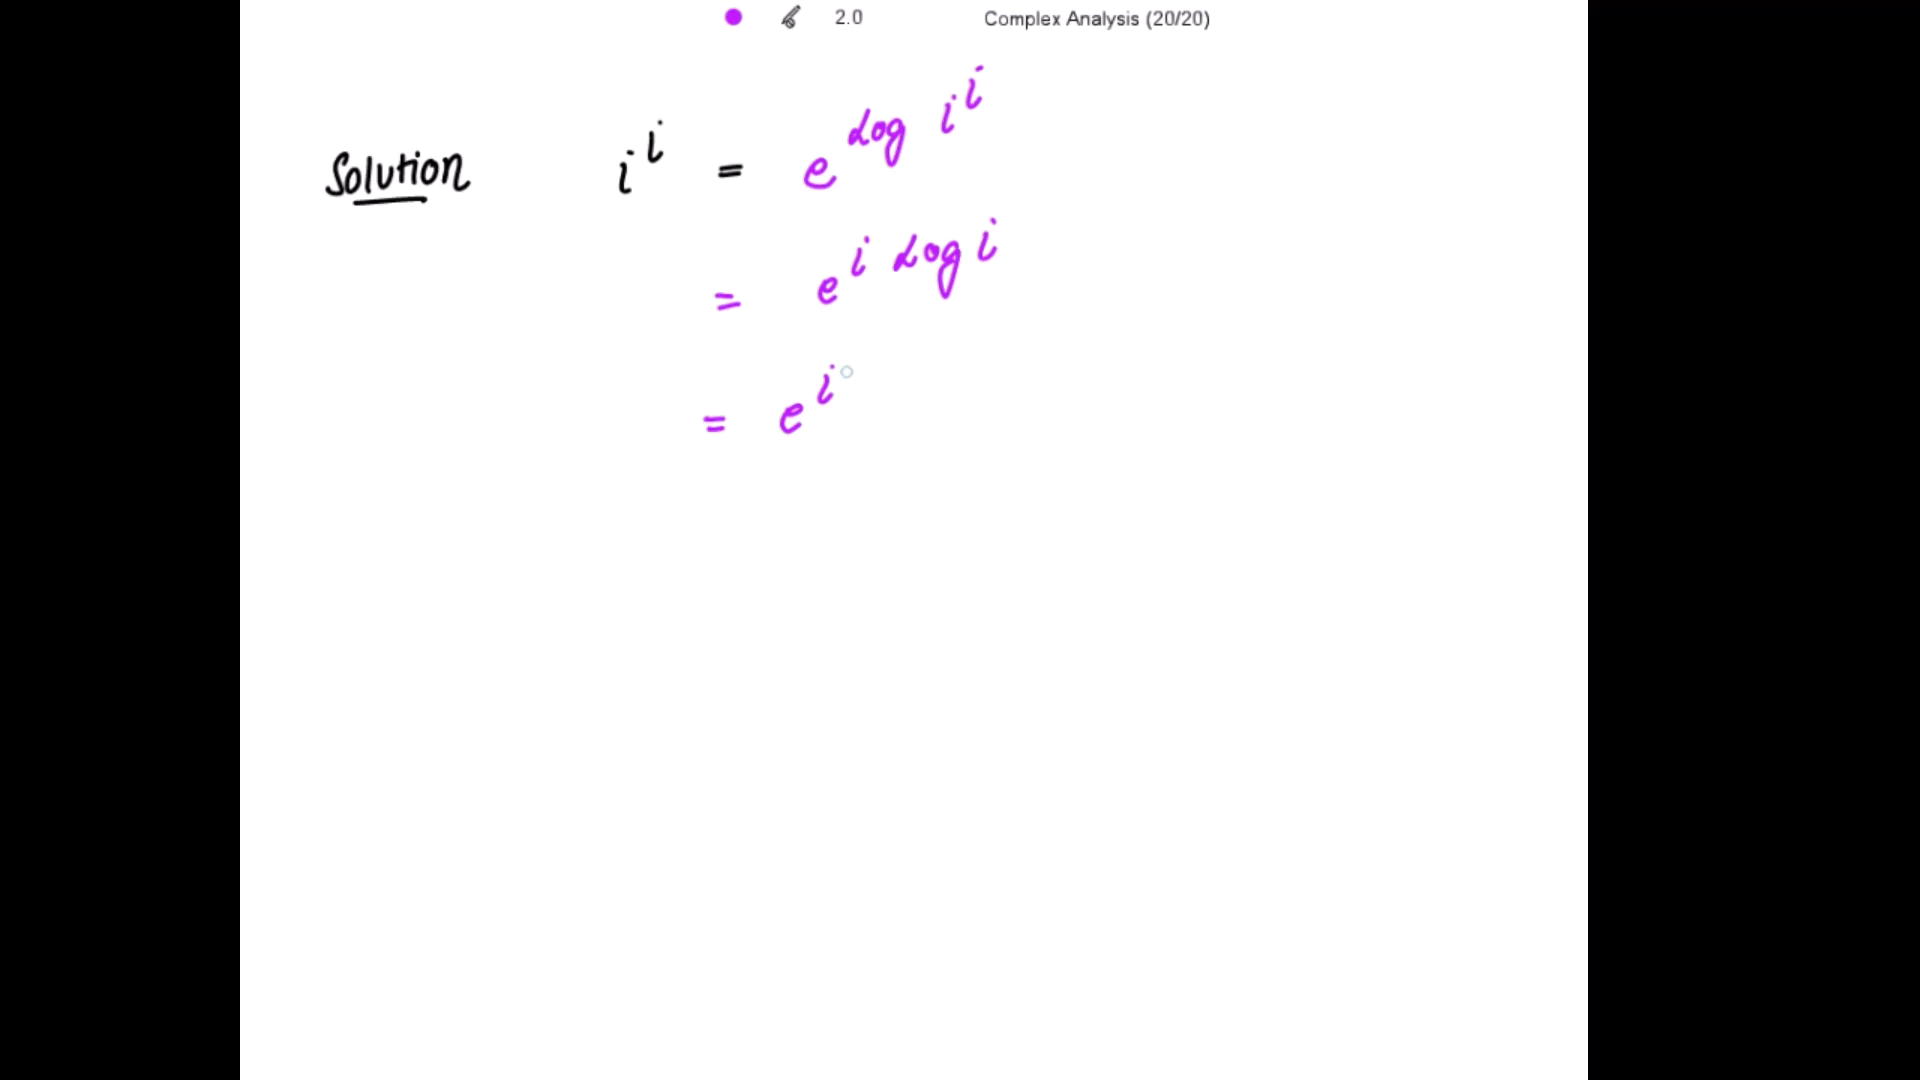 2.0 Complex Analysis (20/20)
Solution i^i = e^{Log i^i}
= e^{i Log i}
= e^i